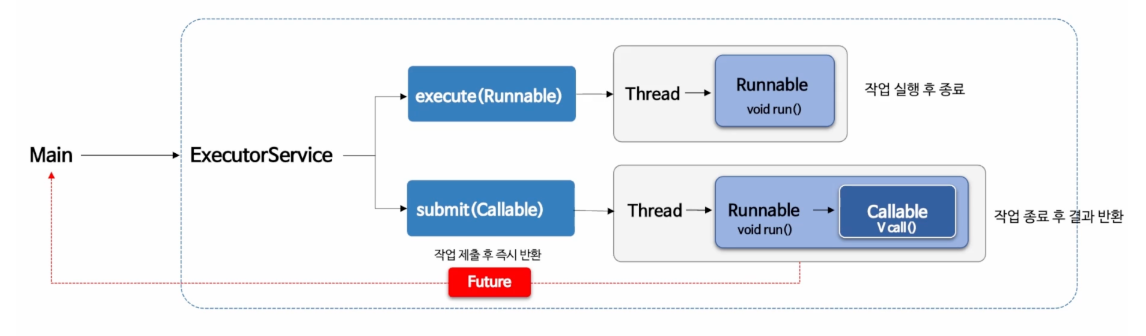 execute(Runnable)
Thread
Runnable
void run()
작업 실행 후 종료
Main
ExecutorService
submit(Callable)
Thread
Runnable
void run()
Callable
V call()
작업 종료 후 결과 반환
작업 제출 후 즉시 반환
Future